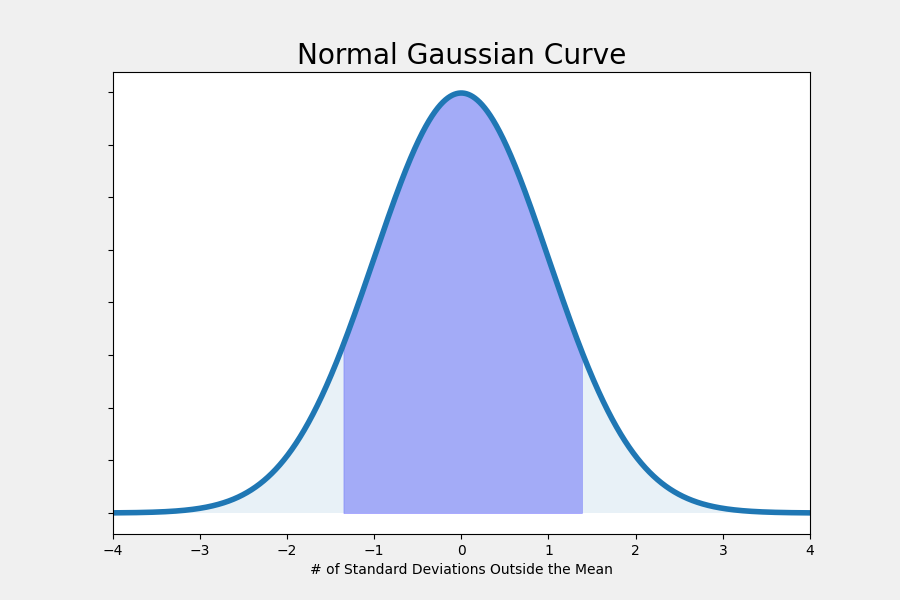 Normal Gaussian Curve
−4 −3 −2 −1 0 1 2 3 4
# of Standard Deviations Outside the Mean